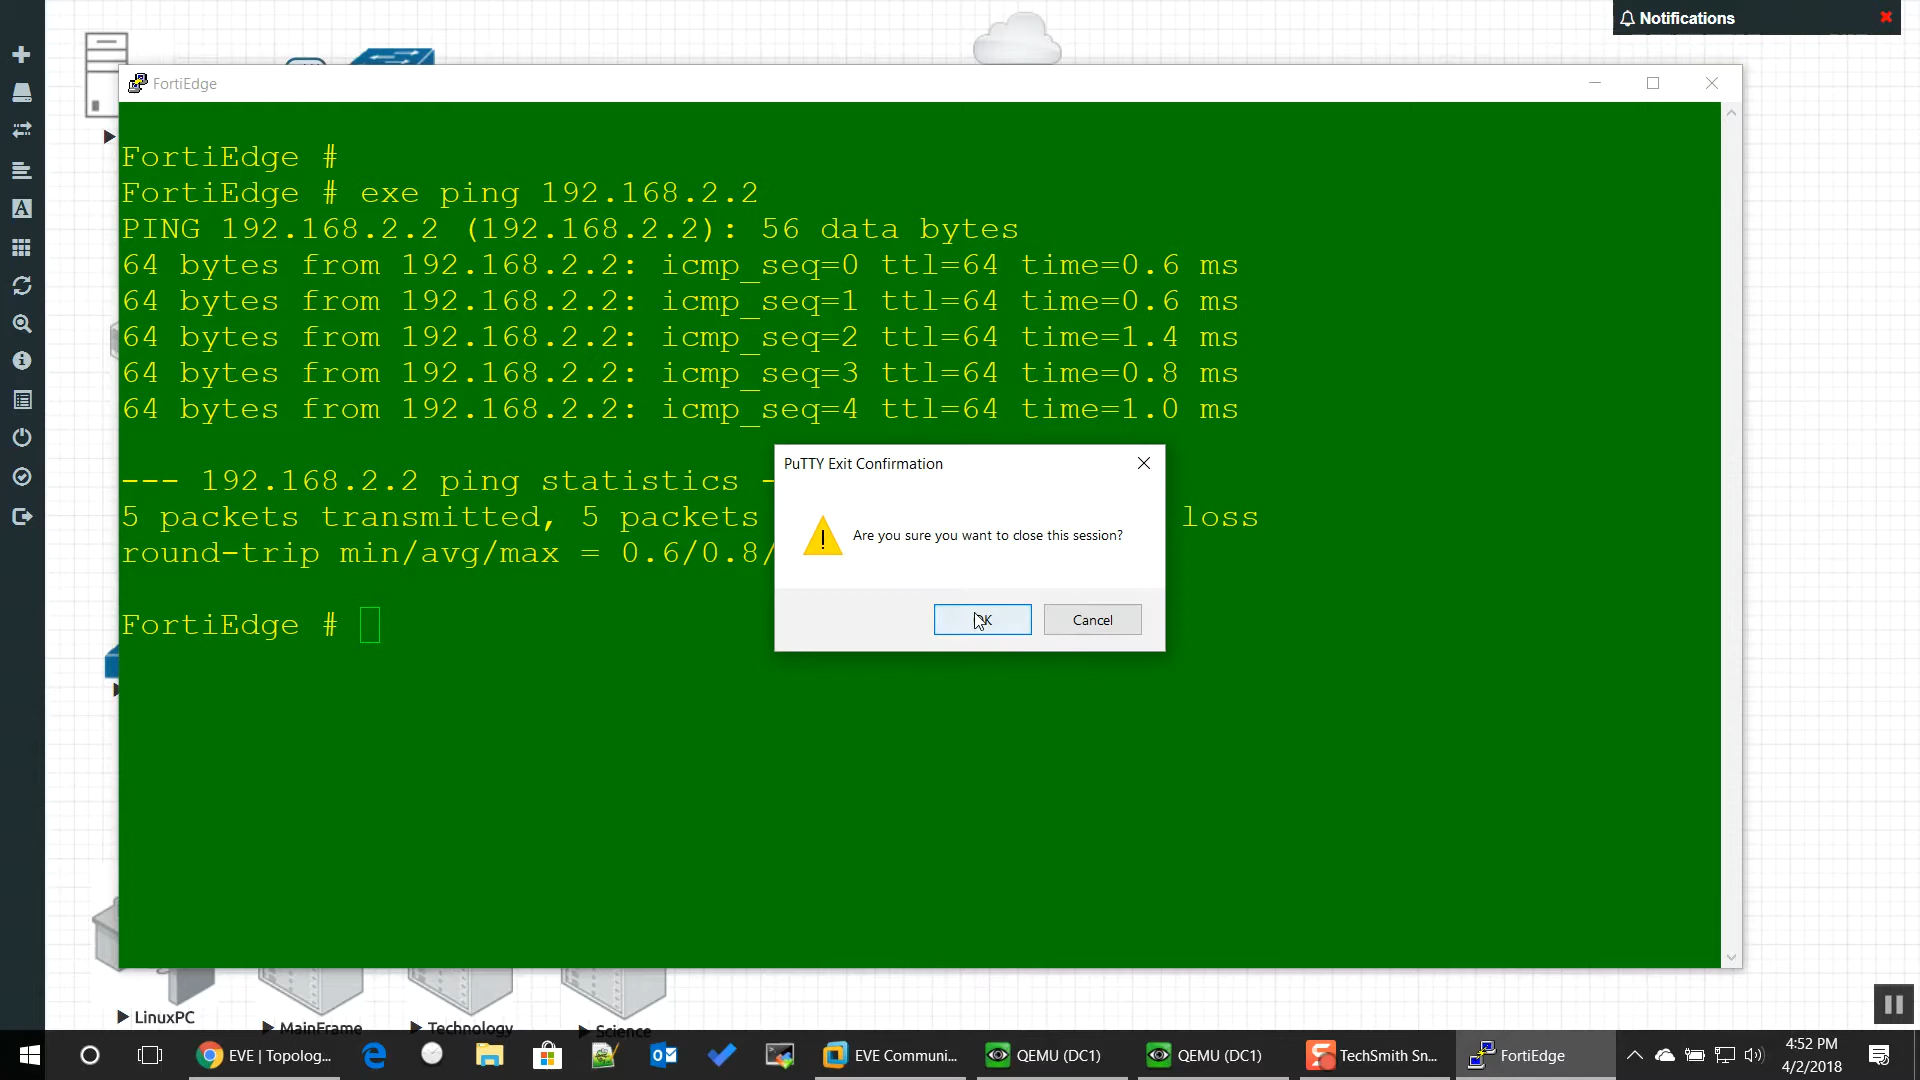 Notifications
FortiEdge
FortiEdge #
FortiEdge # exe ping 192.168.2.2
PING 192.168.2.2 (192.168.2.2): 56 data bytes
64 bytes from 192.168.2.2: icmp_seq=0 ttl=64 time=0.6 ms
64 bytes from 192.168.2.2: icmp_seq=1 ttl=64 time=0.6 ms
64 bytes from 192.168.2.2: icmp_seq=2 ttl=64 time=1.4 ms
64 bytes from 192.168.2.2: icmp_seq=3 ttl=64 time=0.8 ms
64 bytes from 192.168.2.2: icmp_seq=4 ttl=64 time=1.0 ms
--- 192.168.2.2 ping statistics -
5 packets transmitted, 5 packets loss
round-trip min/avg/max = 0.6/0.8/
FortiEdge #
PuTTY Exit Confirmation
Are you sure you want to close this session?
OK Cancel
LinuxPC
MainFrame
Technology
Science
EVE | Topolog...
EVE Communi...
QEMU (DC1)
QEMU (DC1)
TechSmith Sn...
FortiEdge
4:52 PM
4/2/2018